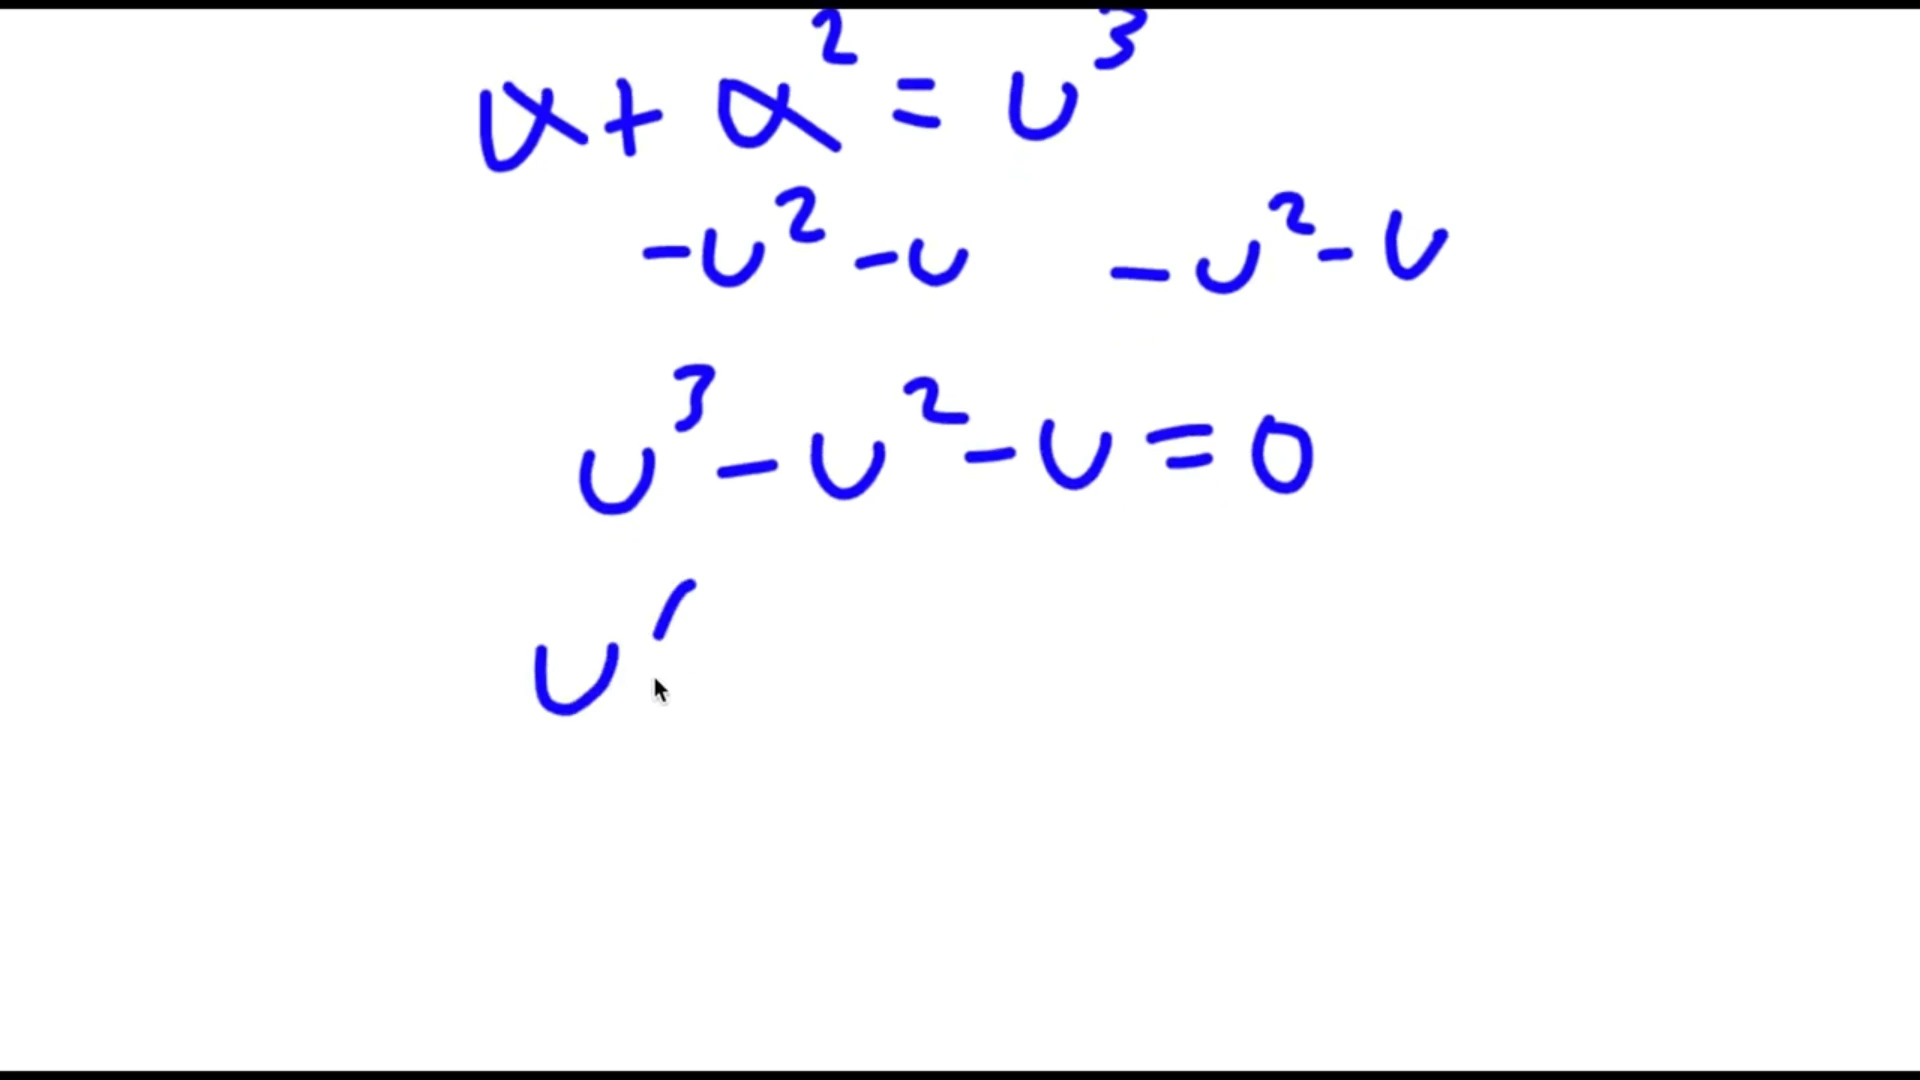 u + u² = u³
-u² - u -u² - u
u³ - u² - u = 0
u (